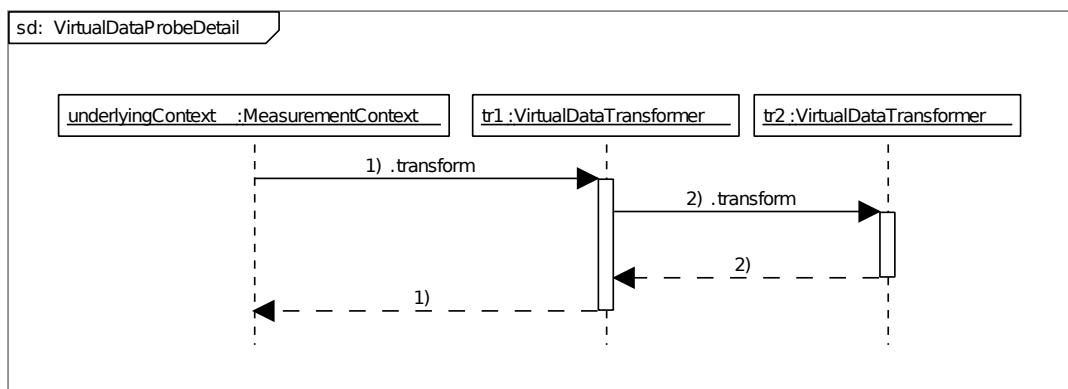 sd: VirtualDataProbeDetail
underlyingContext :MeasurementContext
tr1 :VirtualDataTransformer
tr2 :VirtualDataTransformer
1) .transform
2) .transform
2)
1)